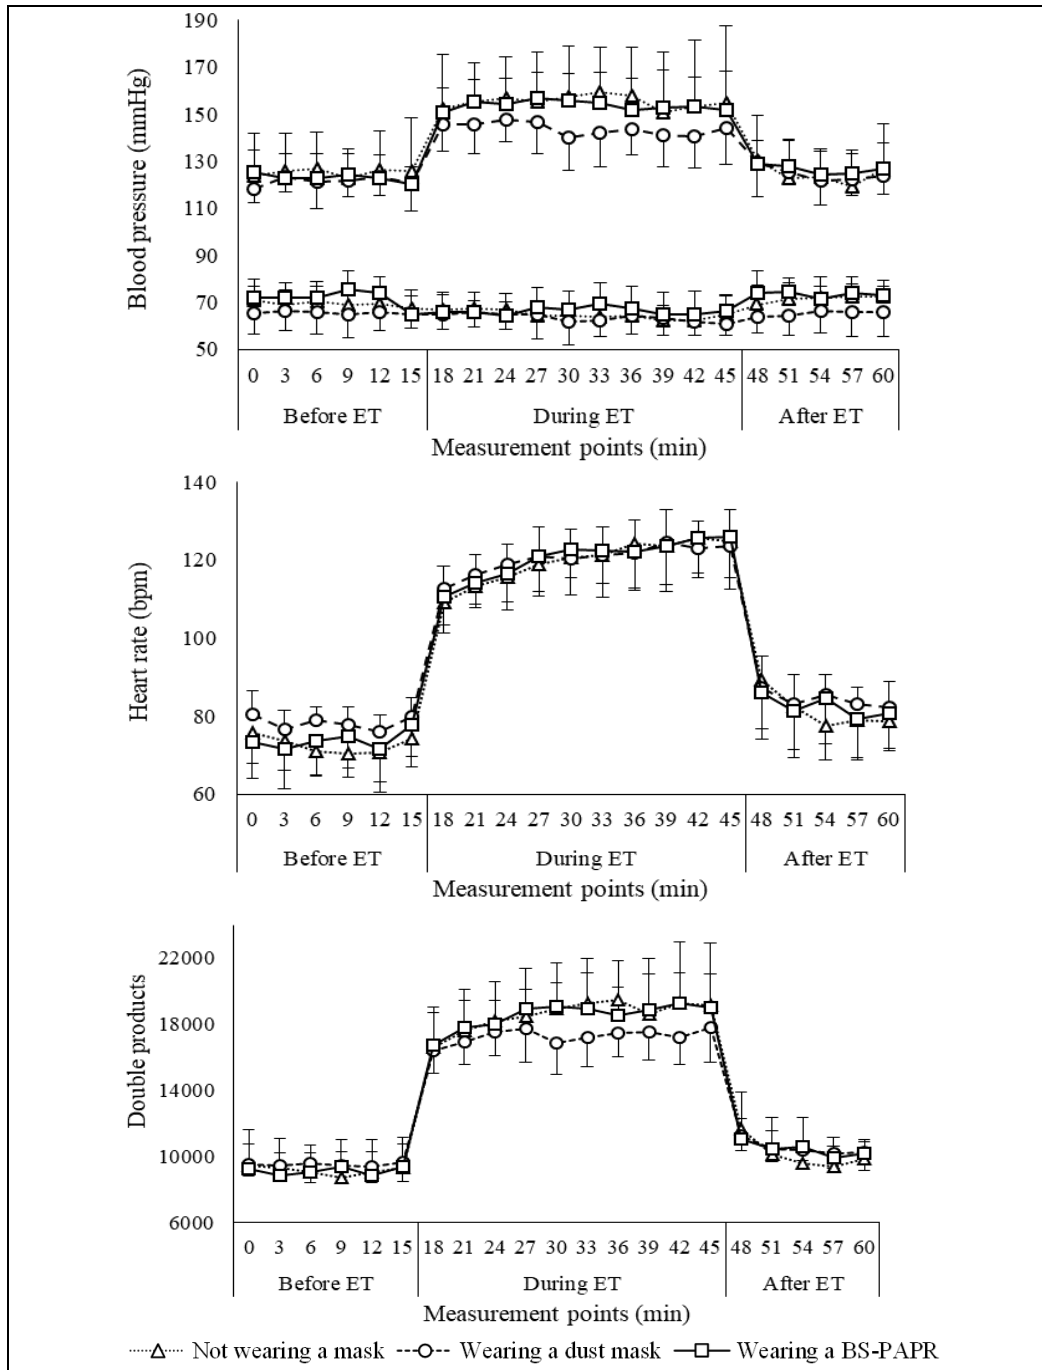 190
170
150
130
110
90
70
50
Blood pressure (mmHg)
0 3 6 9 12 15 18 21 24 27 30 33 36 39 42 45 48 51 54 57 60
Before ET During ET After ET
Measurement points (min)
140
120
100
80
60
Heart rate (bpm)
0 3 6 9 12 15 18 21 24 27 30 33 36 39 42 45 48 51 54 57 60
Before ET During ET After ET
Measurement points (min)
22000
18000
14000
10000
6000
Double products
0 3 6 9 12 15 18 21 24 27 30 33 36 39 42 45 48 51 54 57 60
Before ET During ET After ET
Measurement points (min)
Not wearing a mask Wearing a dust mask Wearing a BS-PAPR